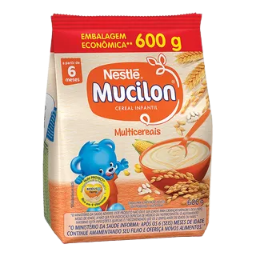 EMBALAGEM
ECONÔMICA** 600 g
a partir de
6
meses
Nestlé
Mucilon
CEREAL INFANTIL
Multicereais
600 g
O MINISTÉRIO DA SAÚDE INFORMA: APÓS OS 6 (SEIS) MESES DE IDADE
CONTINUE AMAMENTANDO SEU FILHO E OFEREÇA NOVOS ALIMENTOS.